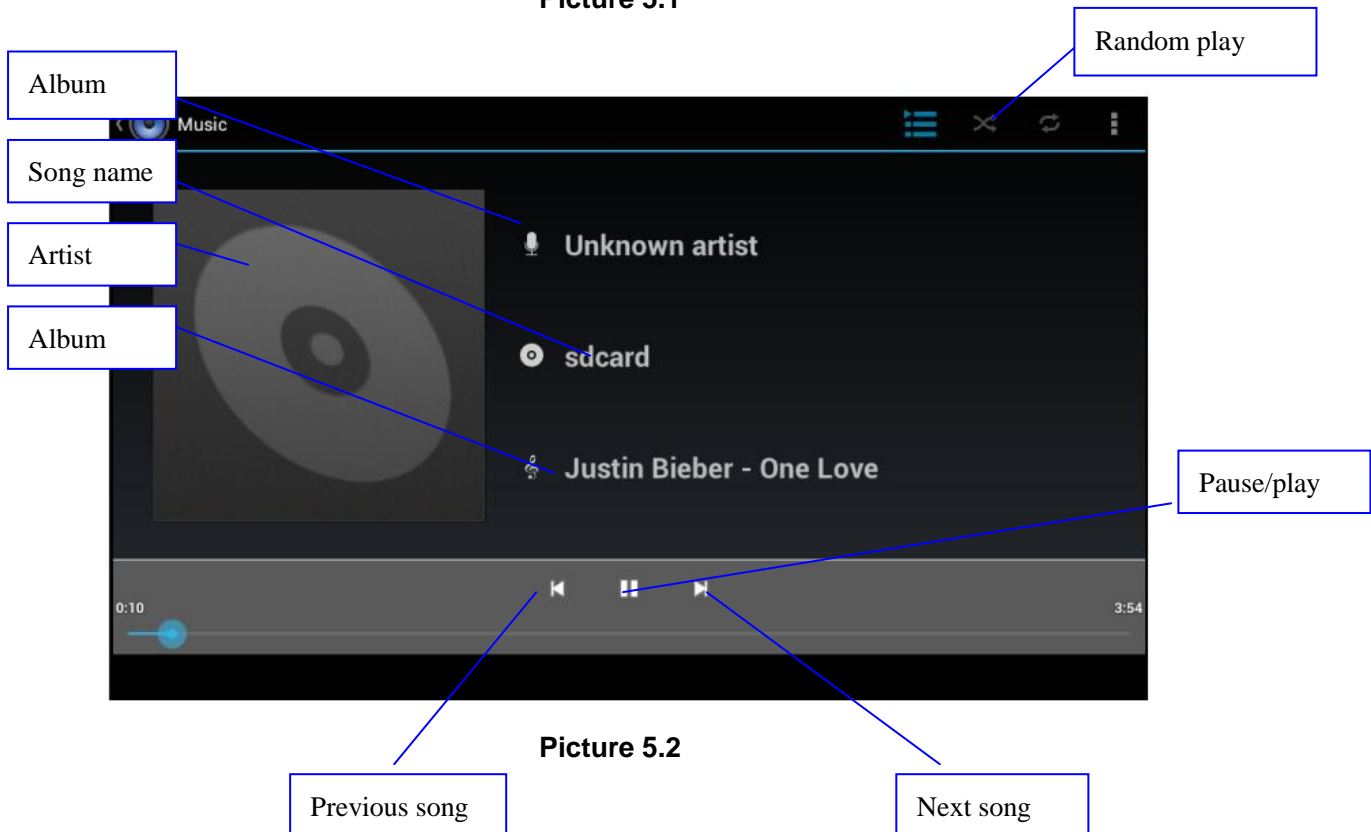 Picture 5.1
Random play
Album
Music
Song name
Artist
Unknown artist
Album
sdcard
Justin Bieber - One Love
Pause/play
0:10
3:54
Picture 5.2
Previous song
Next song